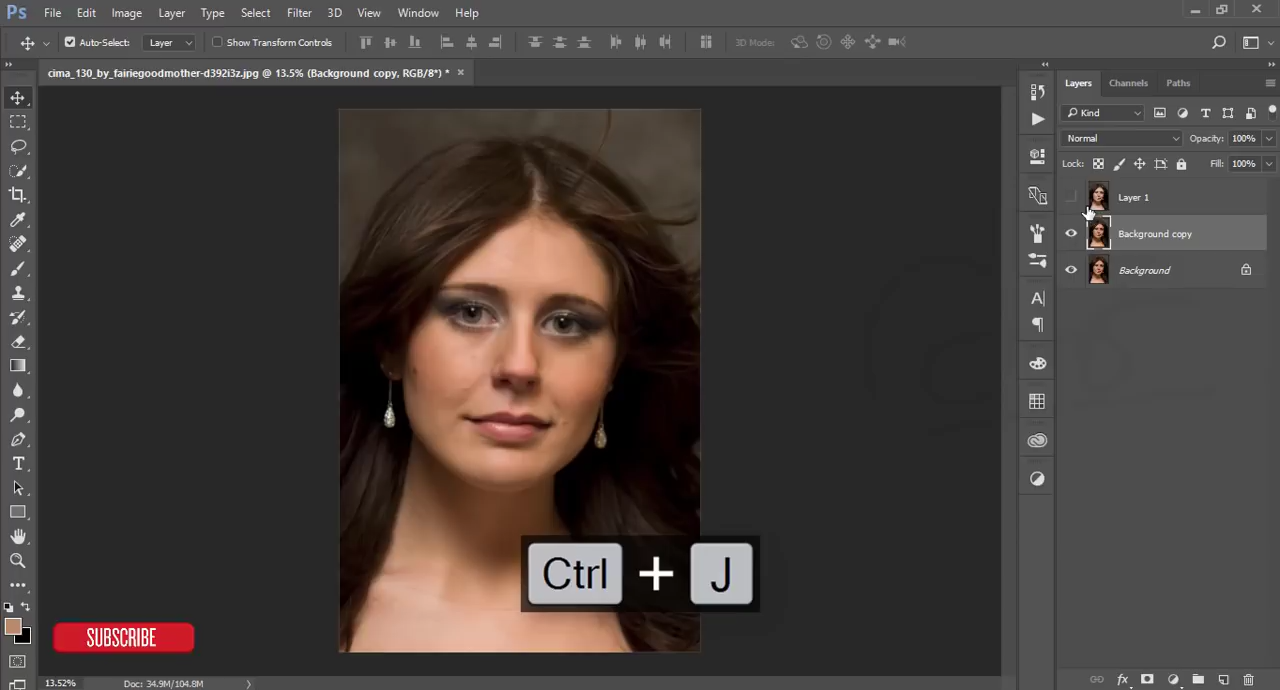 Ps File Edit Image Layer Type Select Filter 3D View Window Help
Auto-Select: Layer Show Transform Controls 3D Mode:
cima_130_by_fairiegoodmother-d392i3z.jpg @ 13.5% (Background copy, RGB/8*) * ×
Layers Channels Paths
Kind
Normal Opacity: 100%
Lock: Fill: 100%
Layer 1
Background copy
Background
Ctrl + J
SUBSCRIBE
13.52% Doc: 34.9M/104.8M